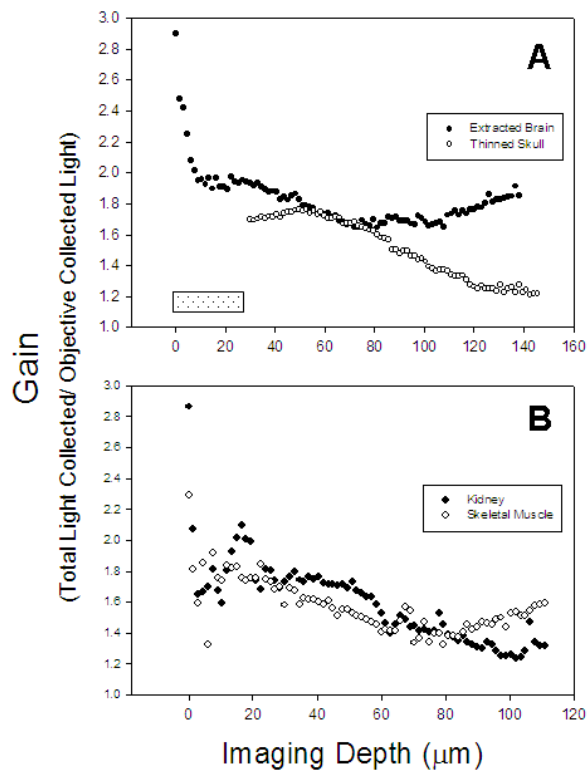 Gain
(Total Light Collected/ Objective Collected Light)
3.0
2.8
2.6
2.4
2.2
2.0
1.8
1.6
1.4
1.2
1.0
A
Extracted Brain
Thinned Skull
0 20 40 60 80 100 120 140 160
3.0
2.8
2.6
2.4
2.2
2.0
1.8
1.6
1.4
1.2
1.0
B
Kidney
Skeletal Muscle
0 20 40 60 80 100 120
Imaging Depth (μm)